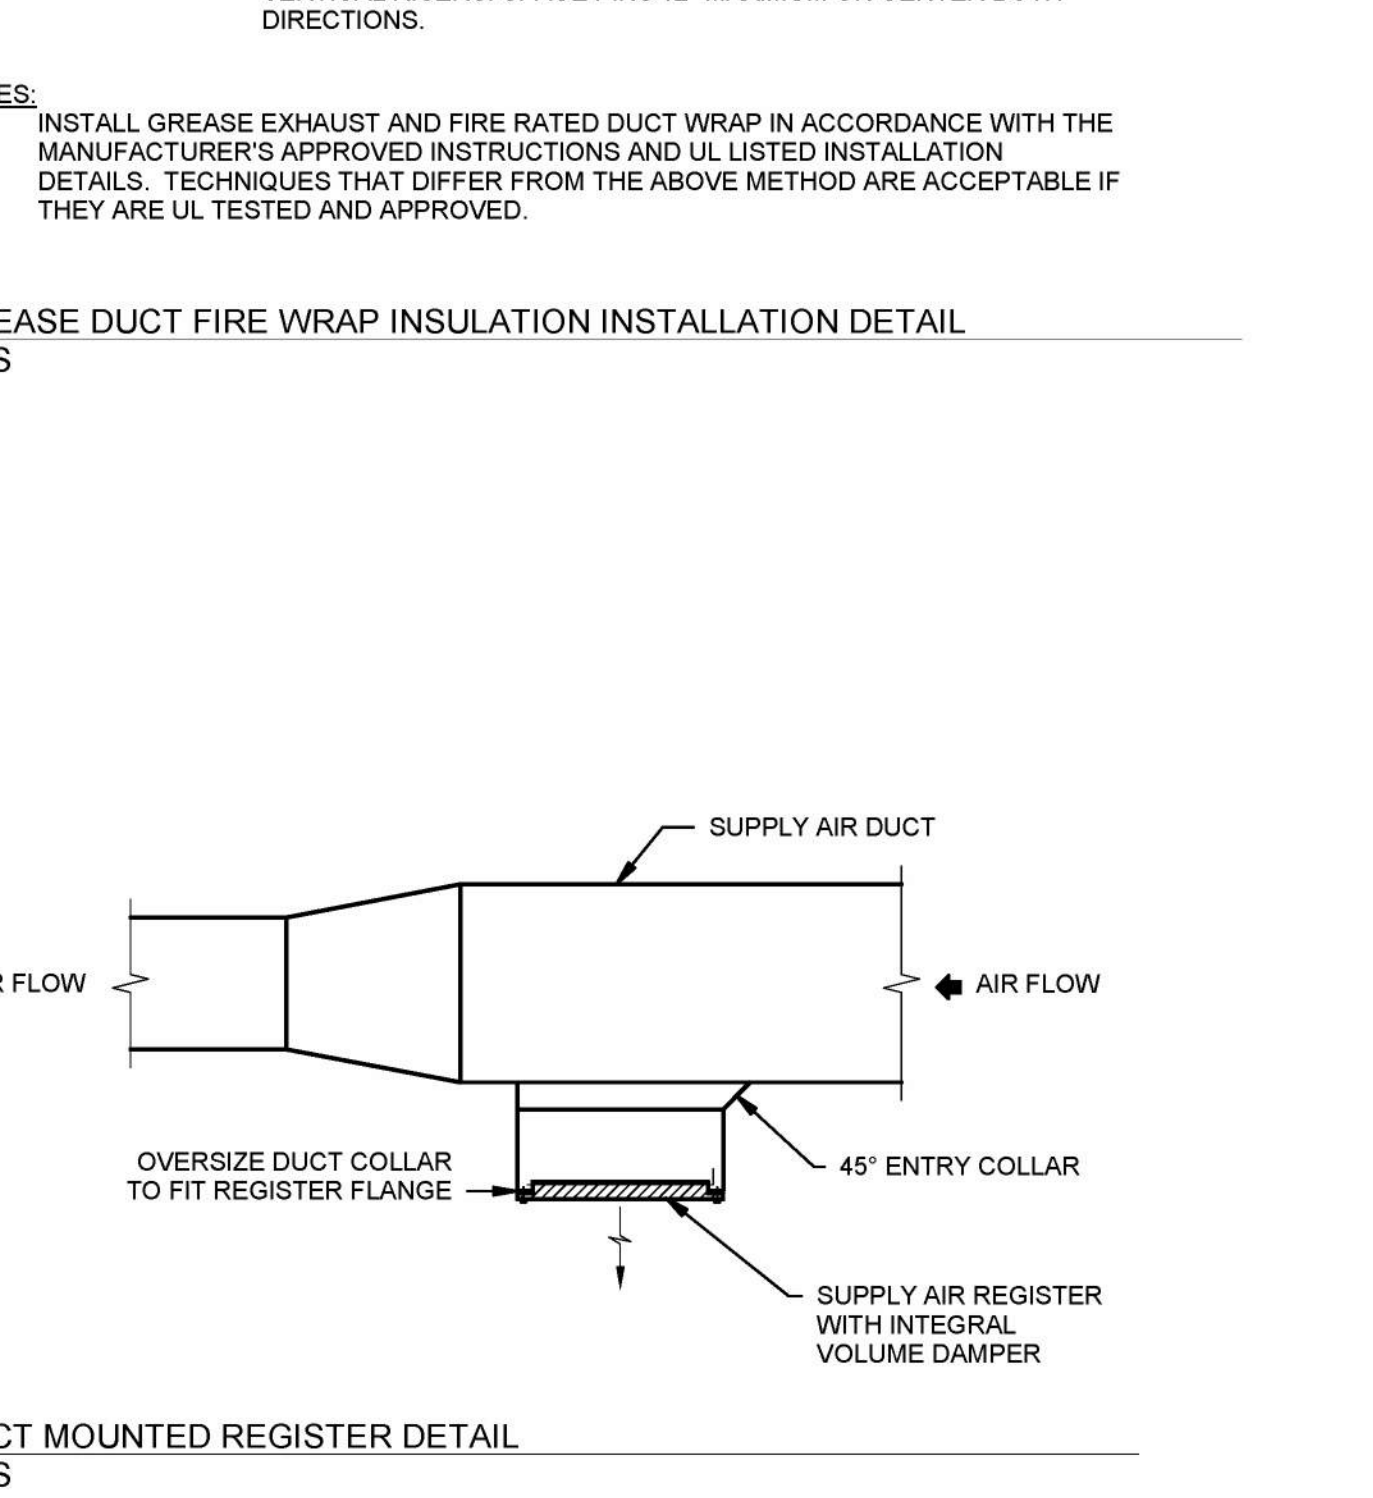 DIRECTIONS.
ES:
INSTALL GREASE EXHAUST AND FIRE RATED DUCT WRAP IN ACCORDANCE WITH THE
MANUFACTURER'S APPROVED INSTRUCTIONS AND UL LISTED INSTALLATION
DETAILS.  TECHNIQUES THAT DIFFER FROM THE ABOVE METHOD ARE ACCEPTABLE IF
THEY ARE UL TESTED AND APPROVED.
EASE DUCT FIRE WRAP INSULATION INSTALLATION DETAIL
S
SUPPLY AIR DUCT
R FLOW
AIR FLOW
OVERSIZE DUCT COLLAR
TO FIT REGISTER FLANGE
45° ENTRY COLLAR
SUPPLY AIR REGISTER
WITH INTEGRAL
VOLUME DAMPER
CT MOUNTED REGISTER DETAIL
S